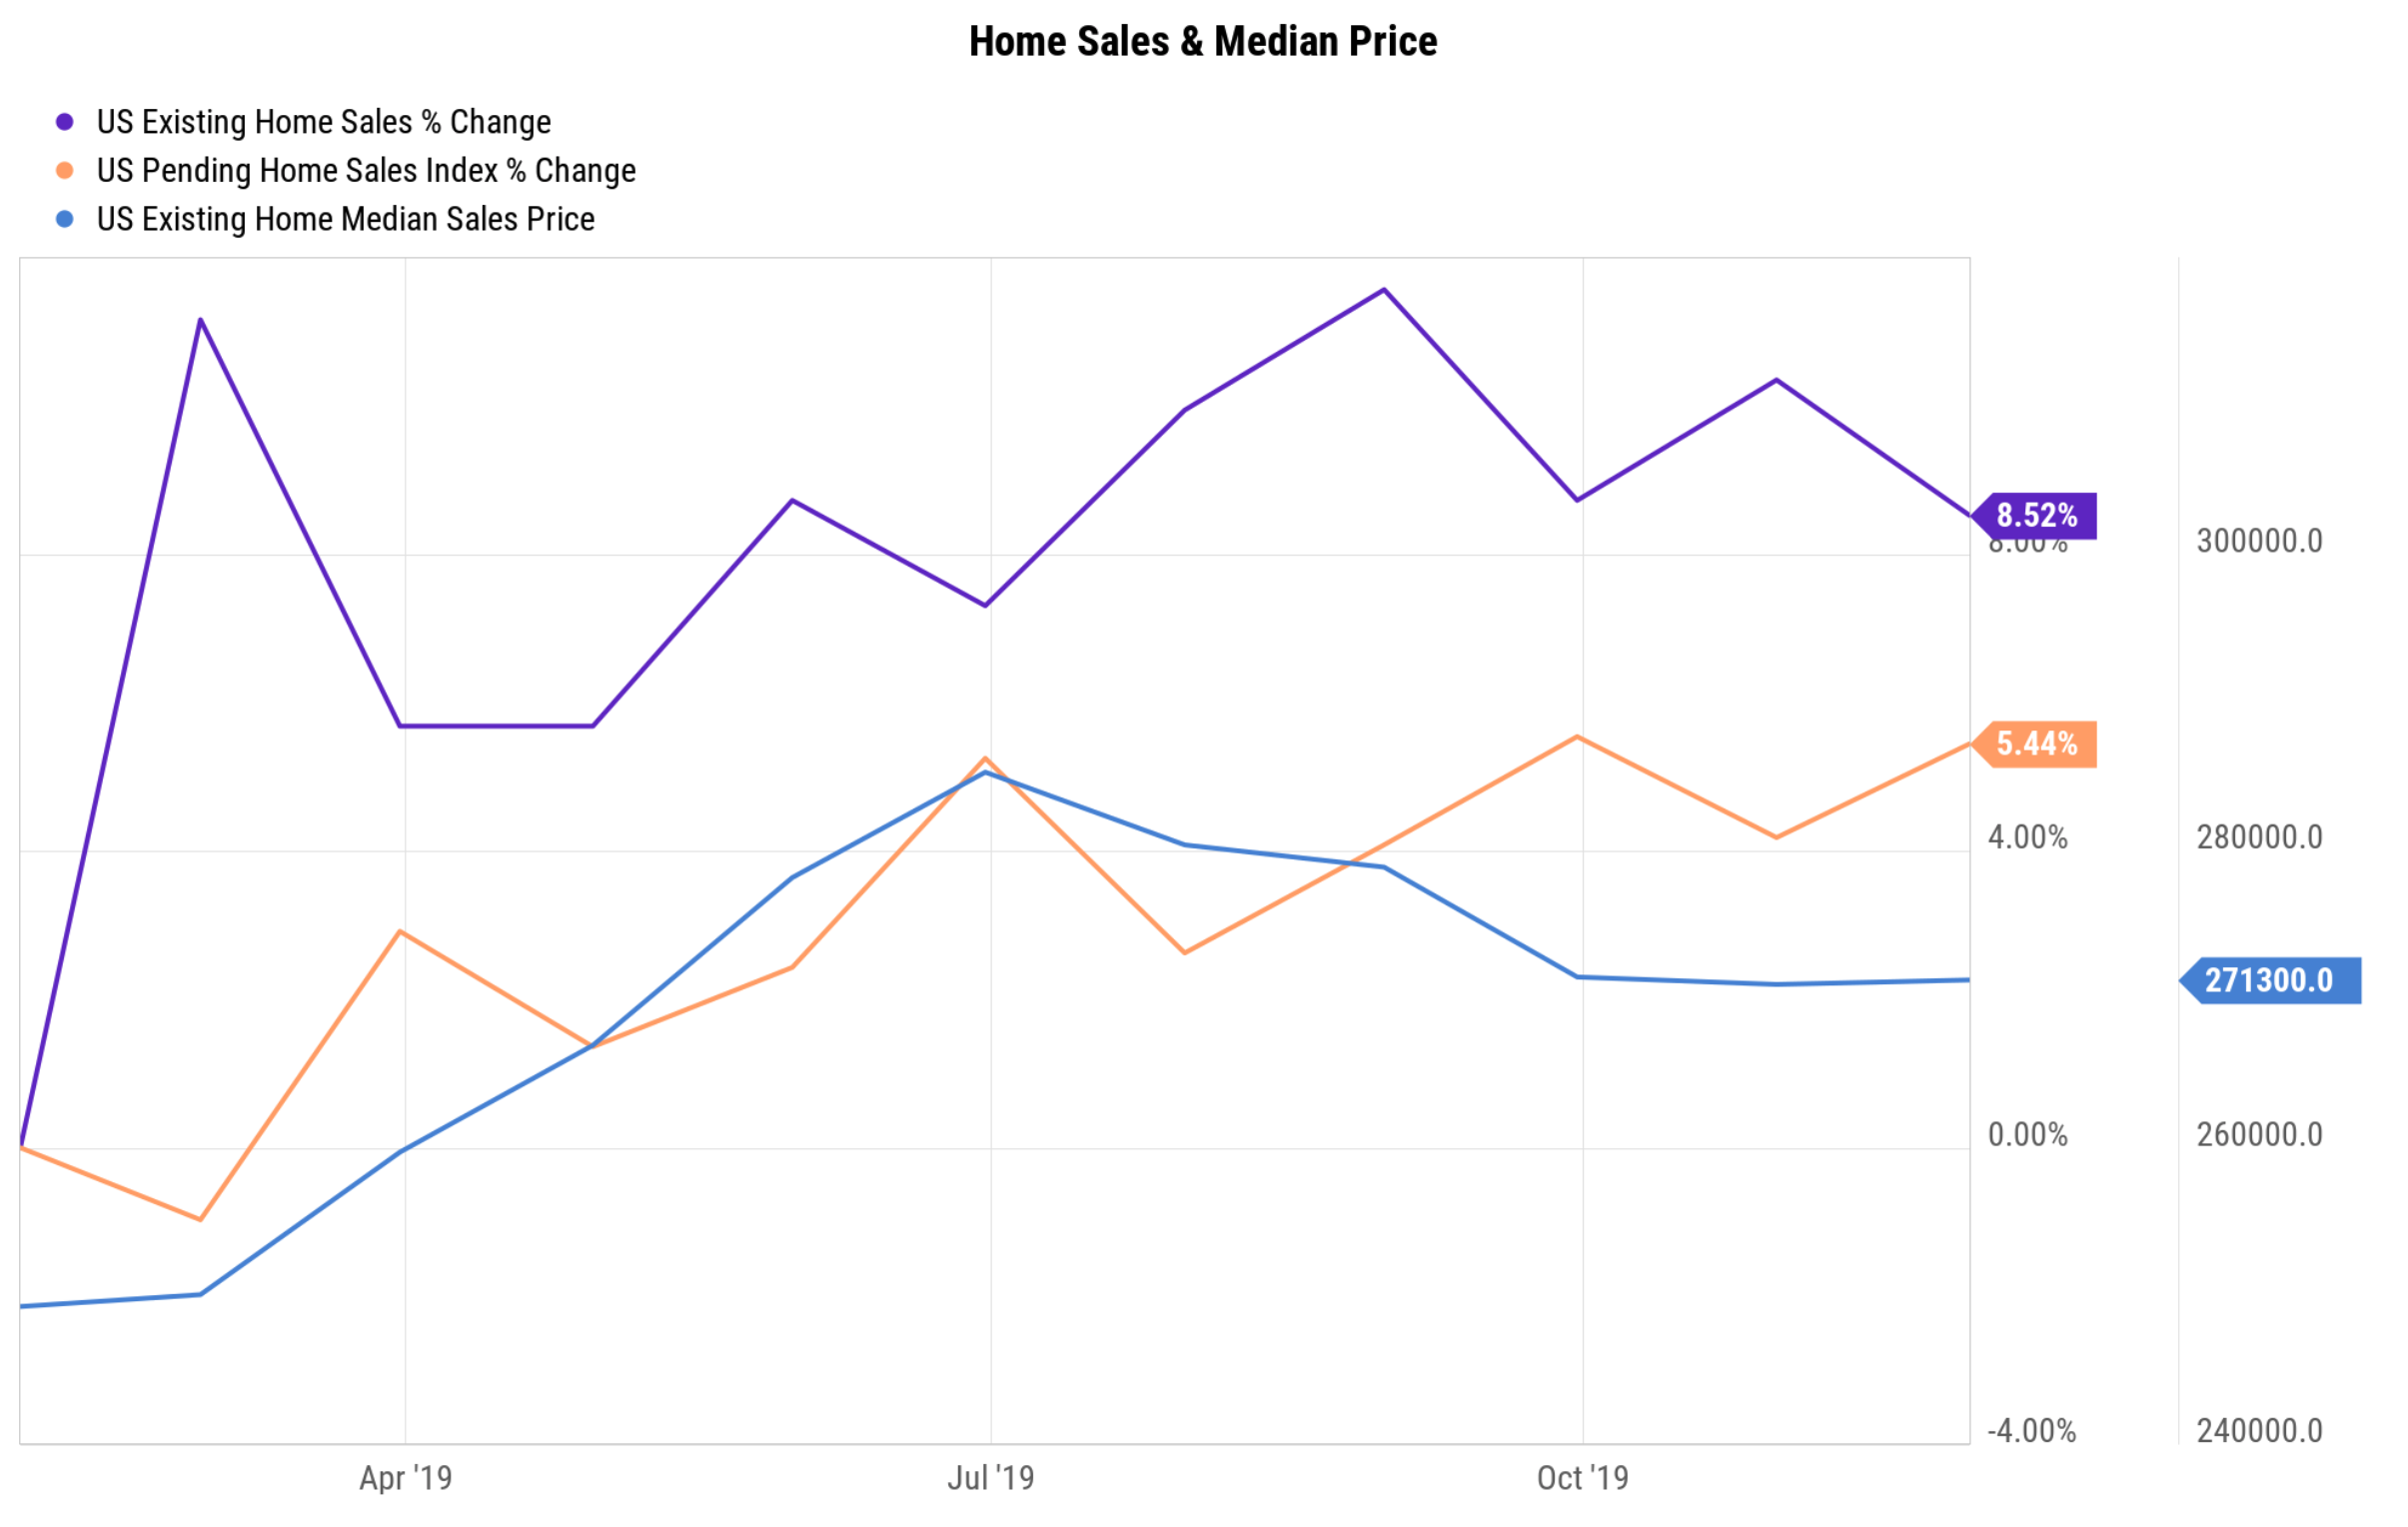 Home Sales & Median Price
US Existing Home Sales % Change
US Pending Home Sales Index % Change
US Existing Home Median Sales Price
8.52%
8.00%
300000.0
5.44%
4.00%
280000.0
271300.0
0.00%
260000.0
-4.00%
240000.0
Apr '19
Jul '19
Oct '19